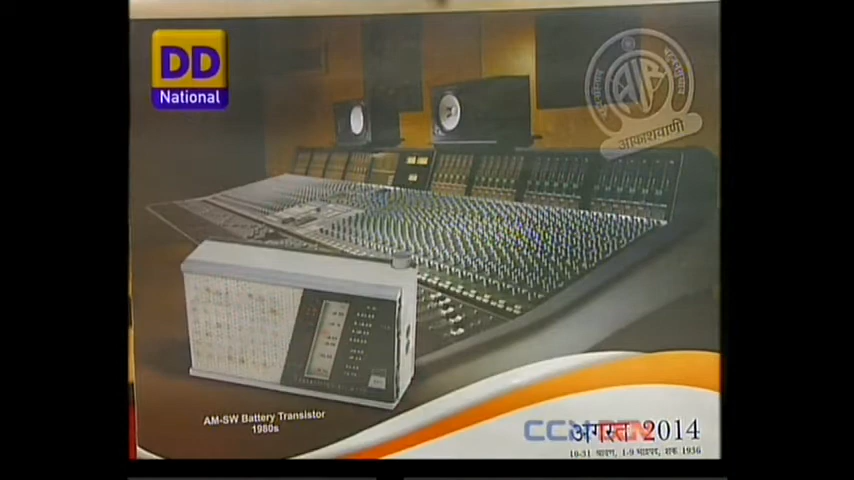 DD
National
AIR
आकाशवाणी
AM-SW Battery Transistor
1980s
अगस्त 2014
10-31 श्रावण, 1-9 भाद्रपद, शक 1936